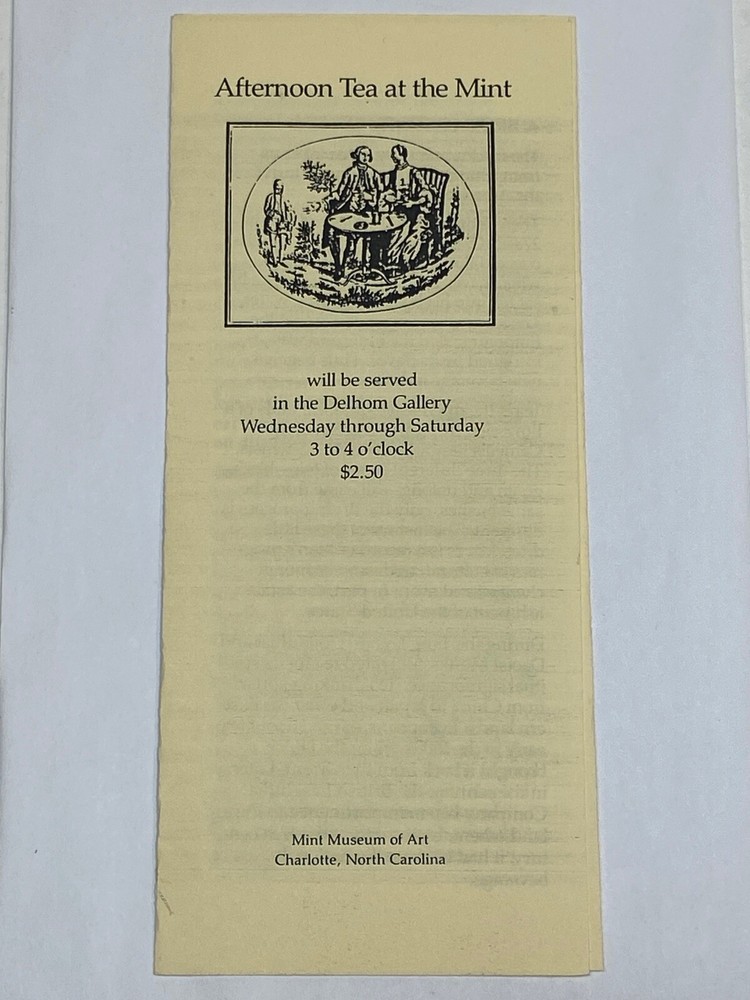 Afternoon Tea at the Mint
will be served
in the Delhom Gallery
Wednesday through Saturday
3 to 4 o'clock
$2.50
Mint Museum of Art
Charlotte, North Carolina